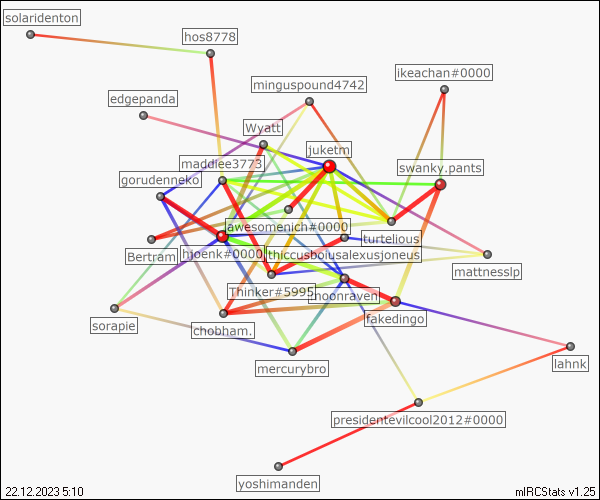 solaridenton
hos8778
ikeachan#0000
minguspound4742
edgepanda
Wyatt
juketm
maddiee3773
swanky.pants
gorudenneko
awesomenich#0000
turtelious
Bertram
hjoenk#0000
thiccusboiusalexusjoneus
mattnesslp
Thinker#5995
znoonraven
sorapie
chobham.
fakedingo
mercurybro
lahnk
presidentevilcool2012#0000
yoshimanden
22.12.2023 5:10
mIRCStats v1.25